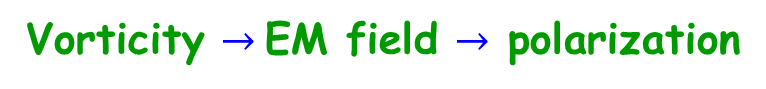 Vorticity → EM field → polarization